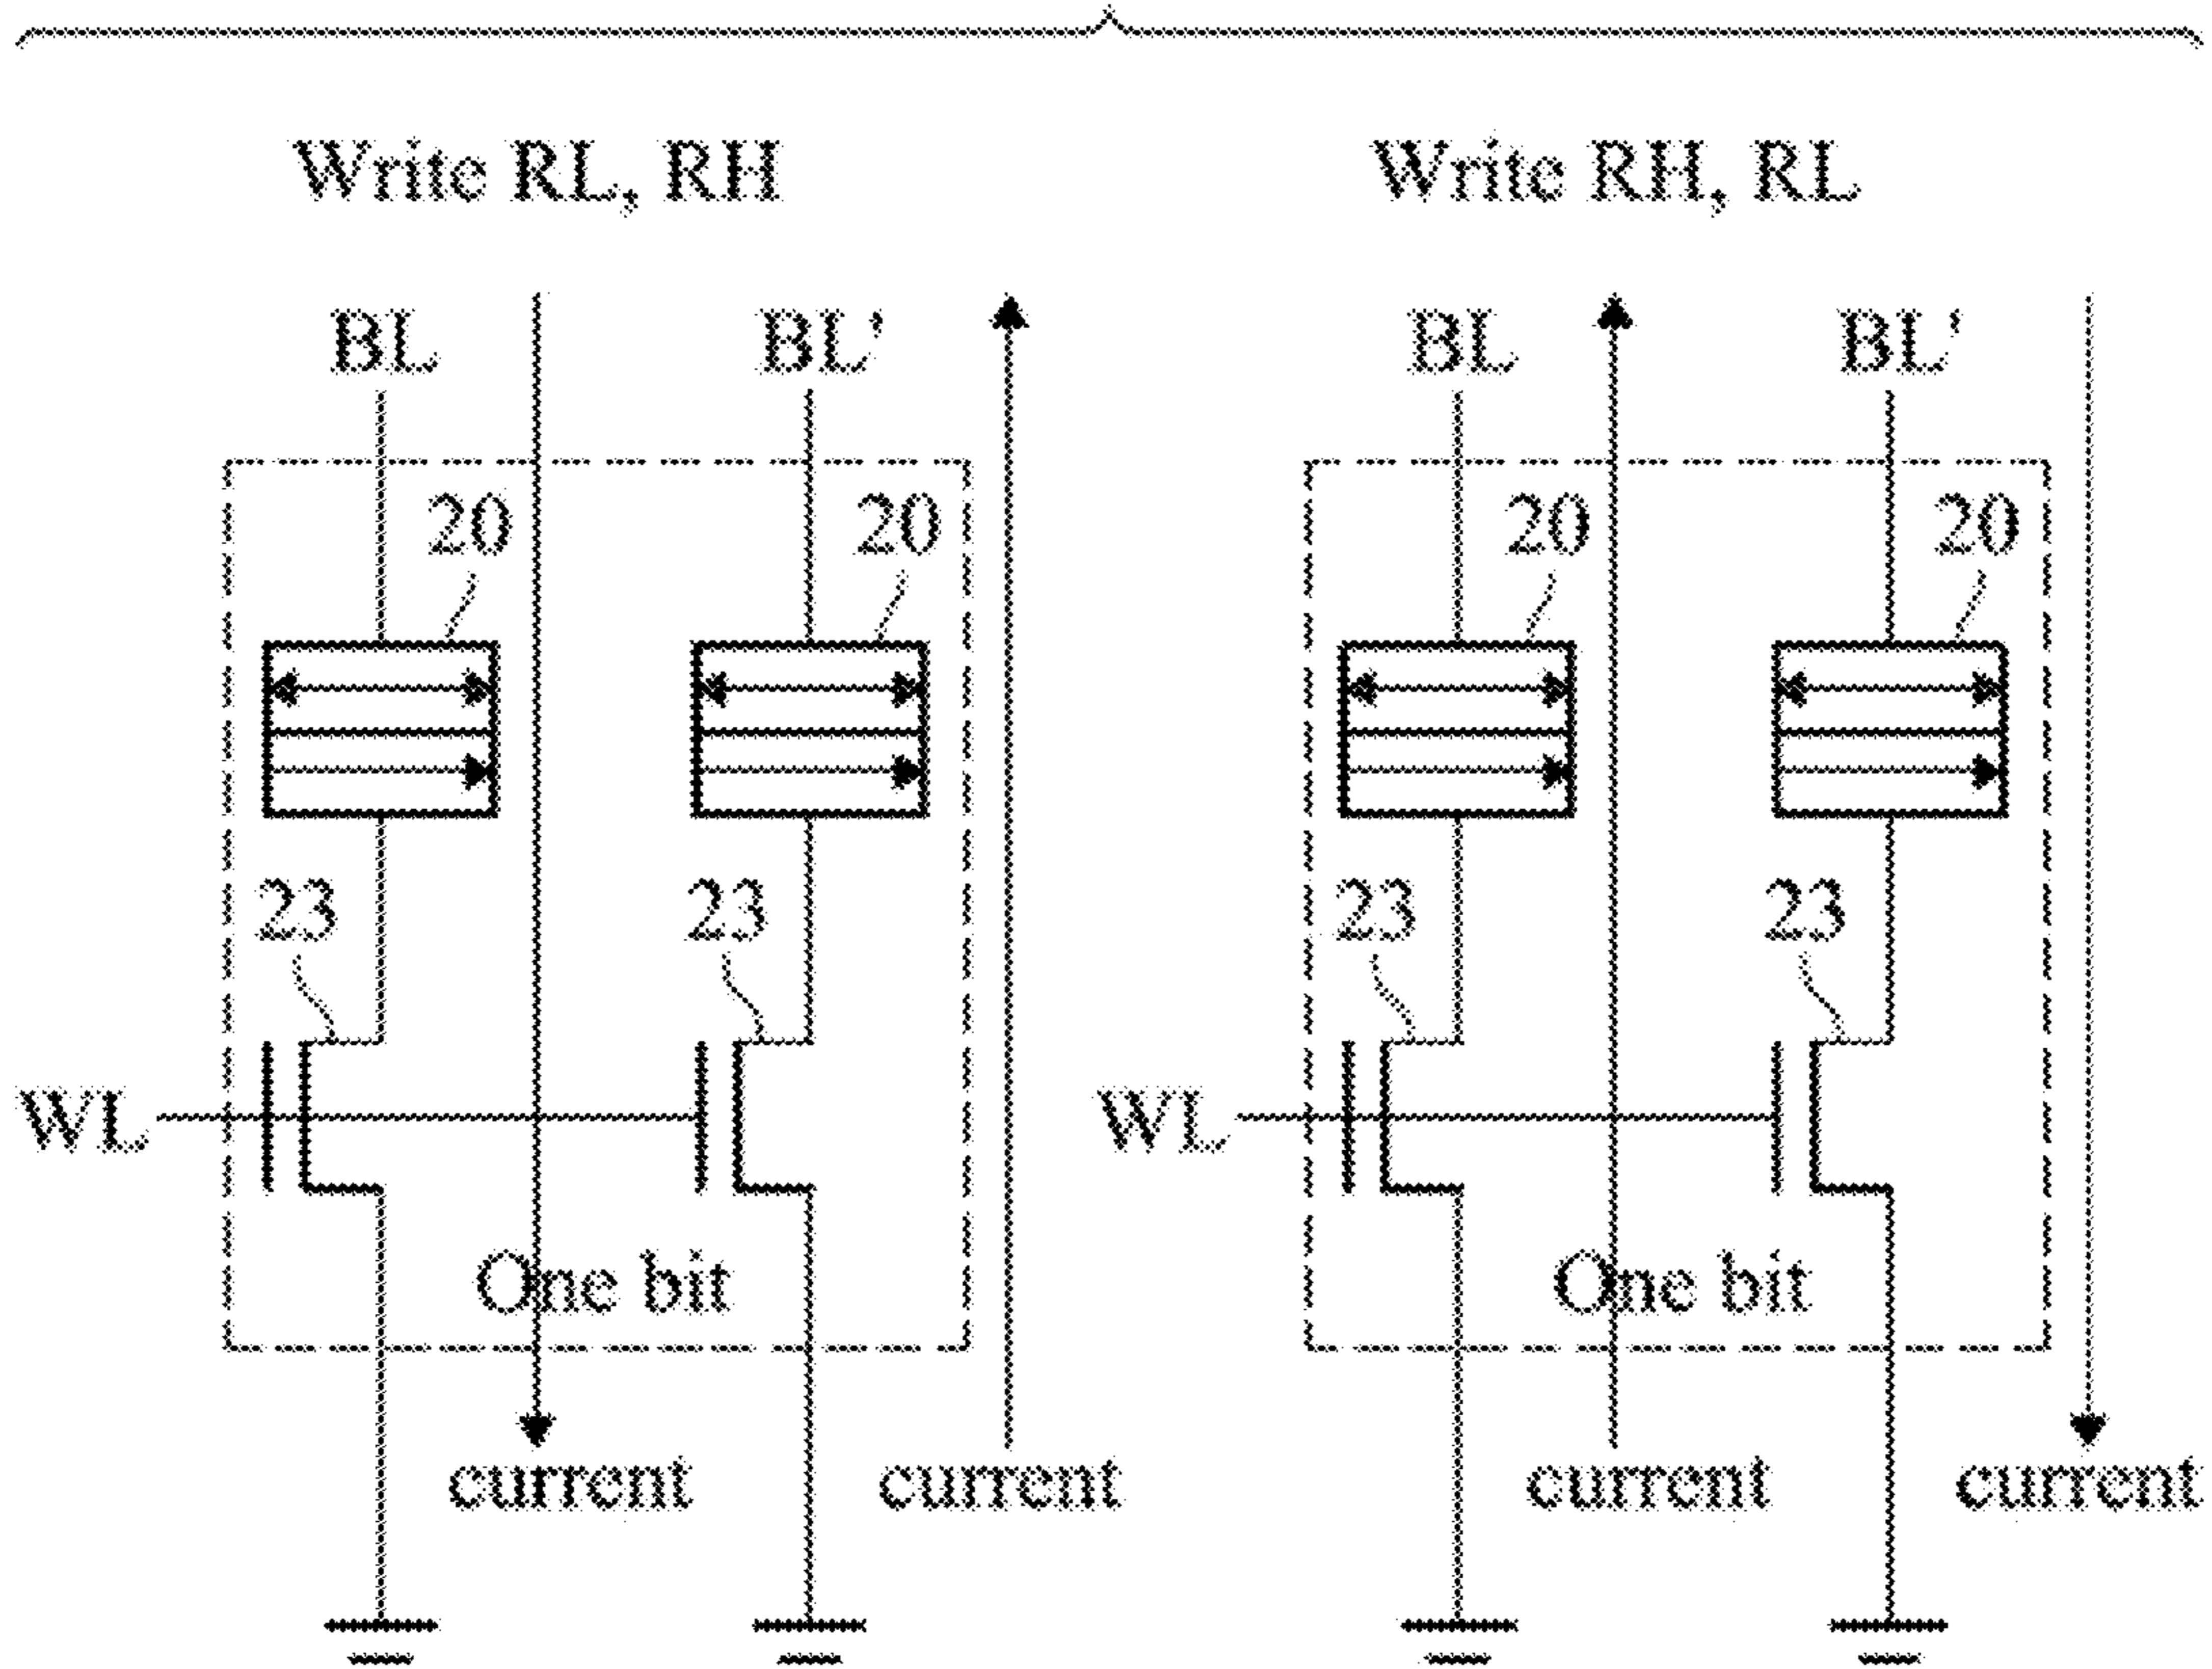 Write RL, RH
Write RH, RL
BL
BL'
BL
BL'
20
20
20
20
23
23
23
23
WL
WL
One bit
One bit
current
current
current
current